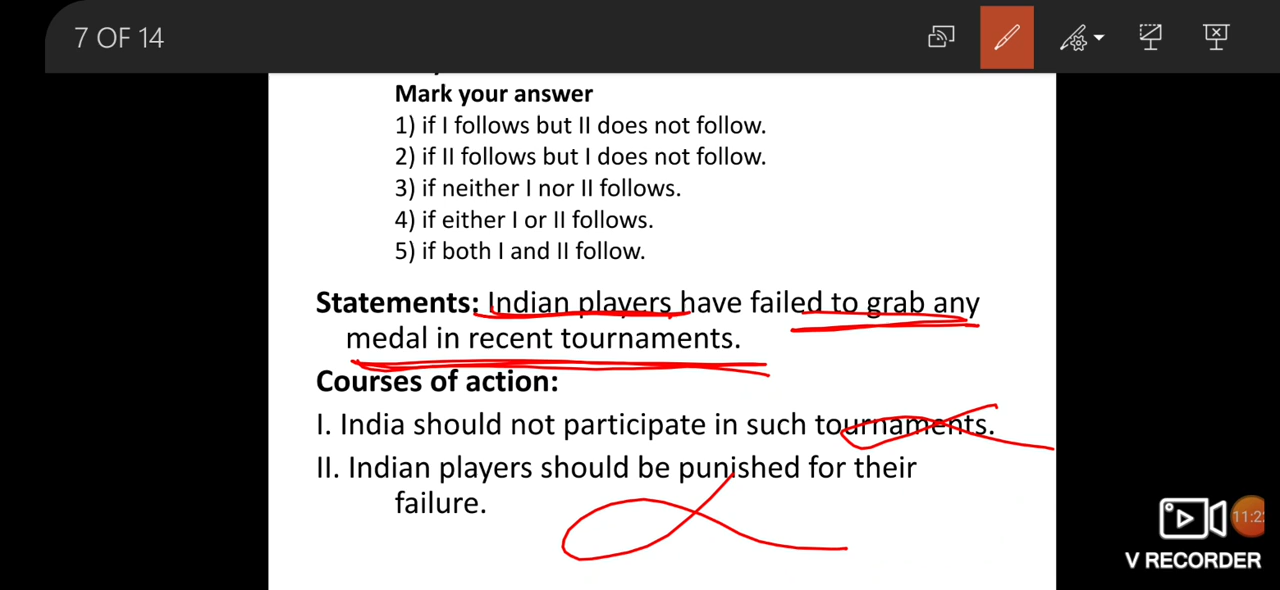 7 OF 14
Mark your answer
1) if I follows but II does not follow.
2) if II follows but I does not follow.
3) if neither I nor II follows.
4) if either I or II follows.
5) if both I and II follow.
Statements: Indian players have failed to grab any
medal in recent tournaments.
Courses of action:
I. India should not participate in such tournaments.
II. Indian players should be punished for their
failure.
V RECORDER